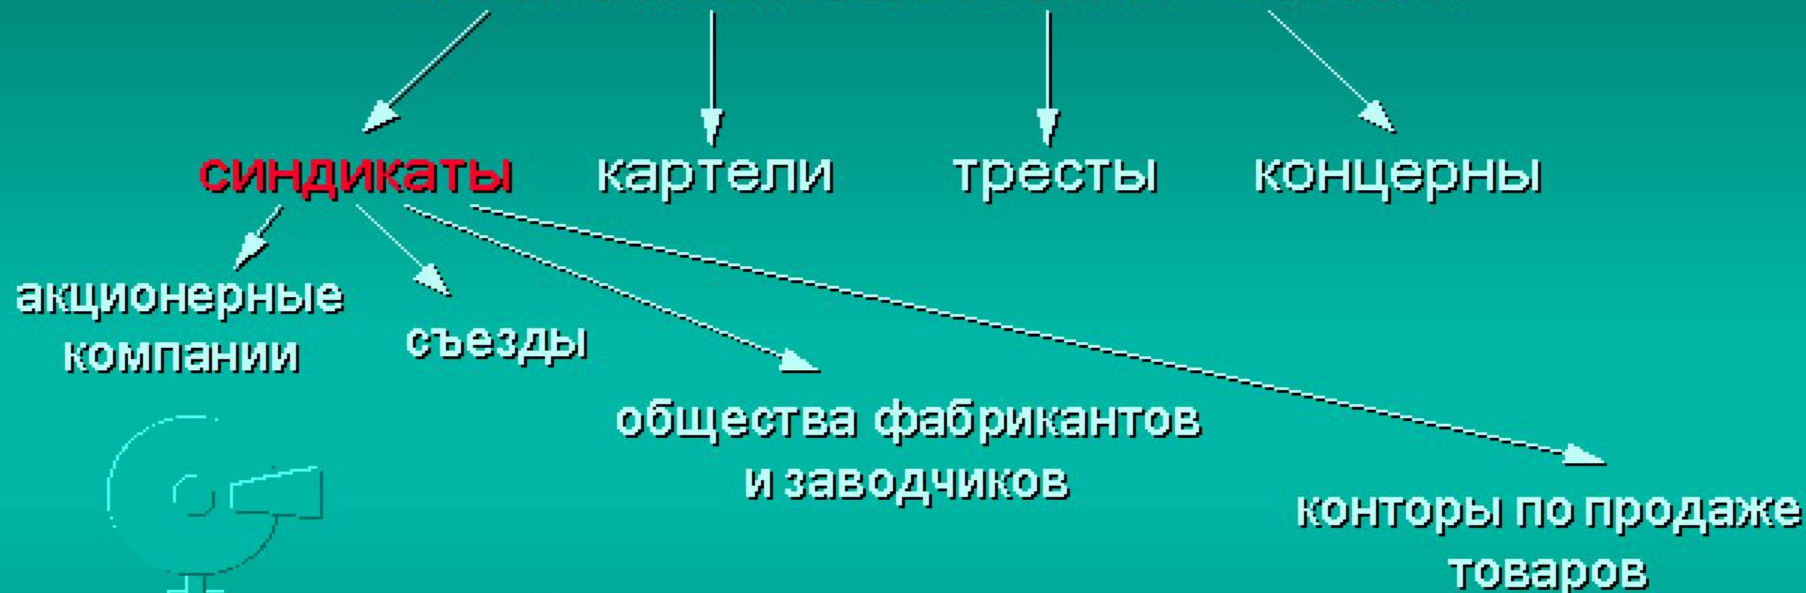 синдикаты картели тресты концерны
акционерные
компании
съезды
общества фабрикантов
и заводчиков
конторы по продаже
товаров